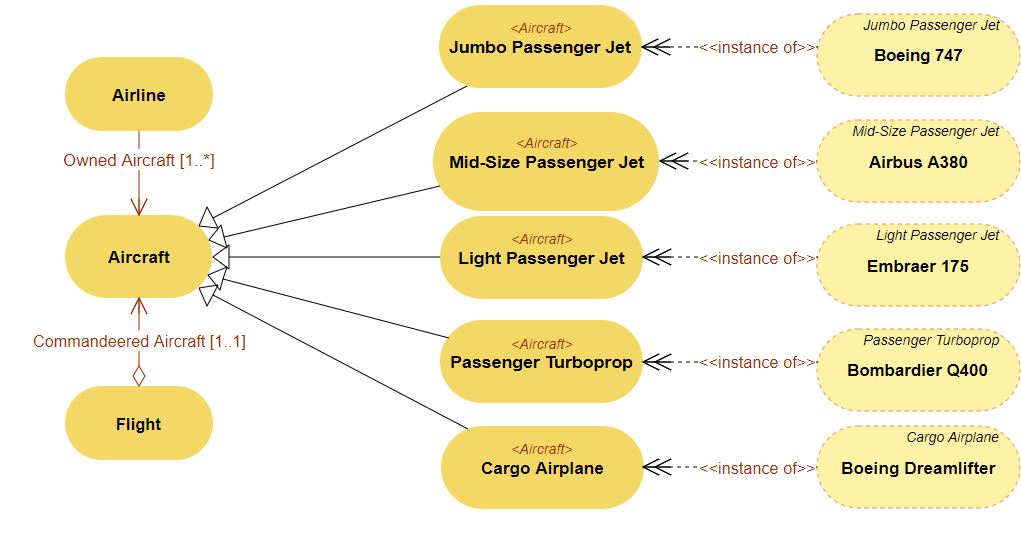 Airline
Owned Aircraft [1..*]
Aircraft
Commandeered Aircraft [1..1]
Flight
<Aircraft>
Jumbo Passenger Jet
<<instance of>>
Jumbo Passenger Jet
Boeing 747
<Aircraft>
Mid-Size Passenger Jet
<<instance of>>
Mid-Size Passenger Jet
Airbus A380
<Aircraft>
Light Passenger Jet
<<instance of>>
Light Passenger Jet
Embraer 175
<Aircraft>
Passenger Turboprop
<<instance of>>
Passenger Turboprop
Bombardier Q400
<Aircraft>
Cargo Airplane
<<instance of>>
Cargo Airplane
Boeing Dreamlifter